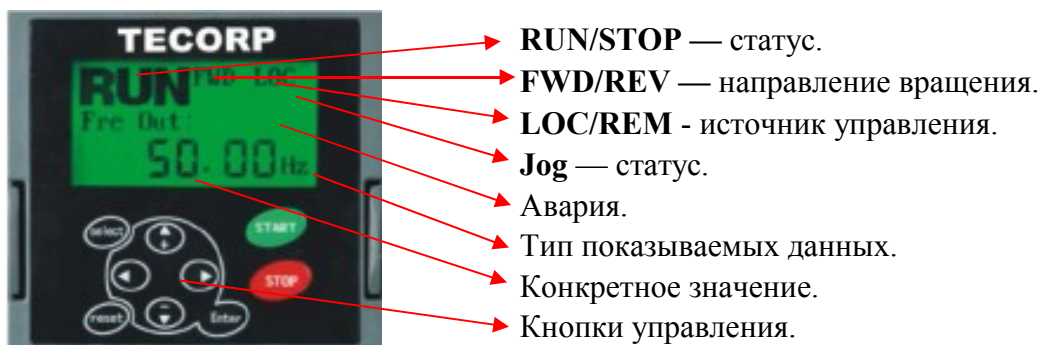 TECORP
RUN FWD LOC
Fre Out:
50.00Hz
select
+
START
STOP
reset
-
Enter
RUN/STOP — статус.
FWD/REV — направление вращения.
LOC/REM - источник управления.
Jog — статус.
Авария.
Тип показываемых данных.
Конкретное значение.
Кнопки управления.